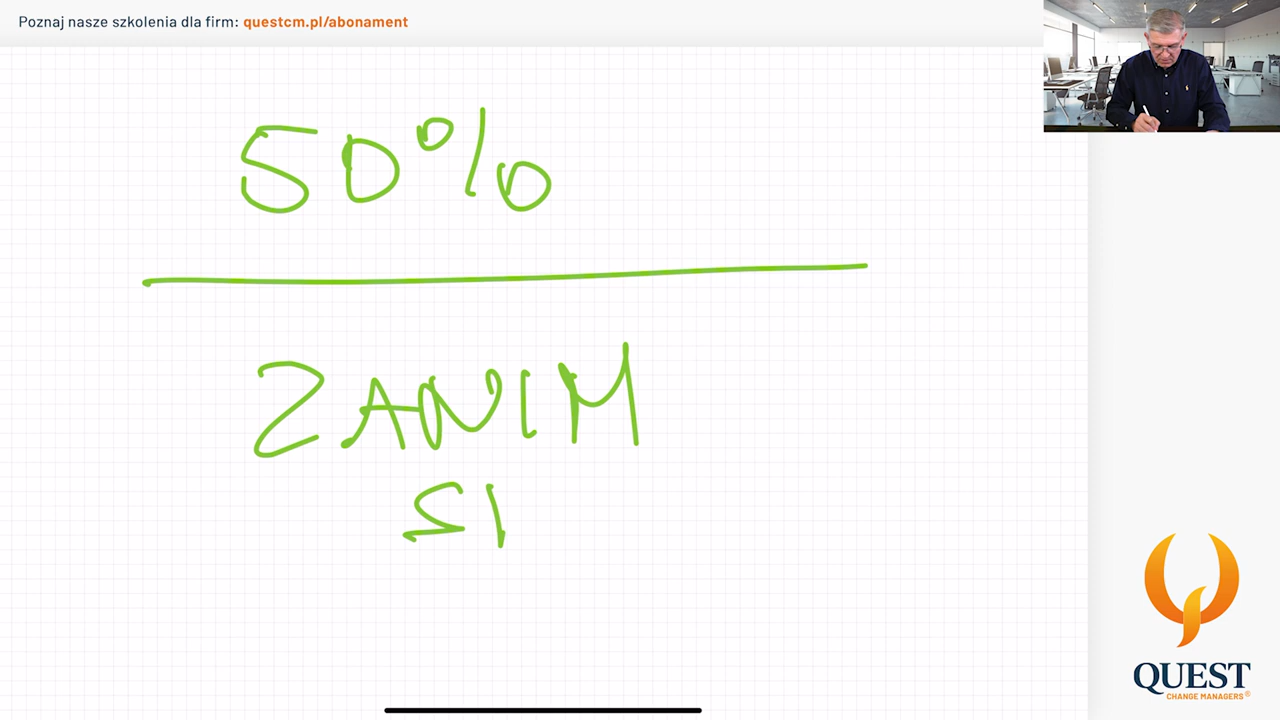 Poznaj nasze szkolenia dla firm: questcm.pl/abonament
50%
ZANIM
SI
QUEST
CHANGE MANAGERS®